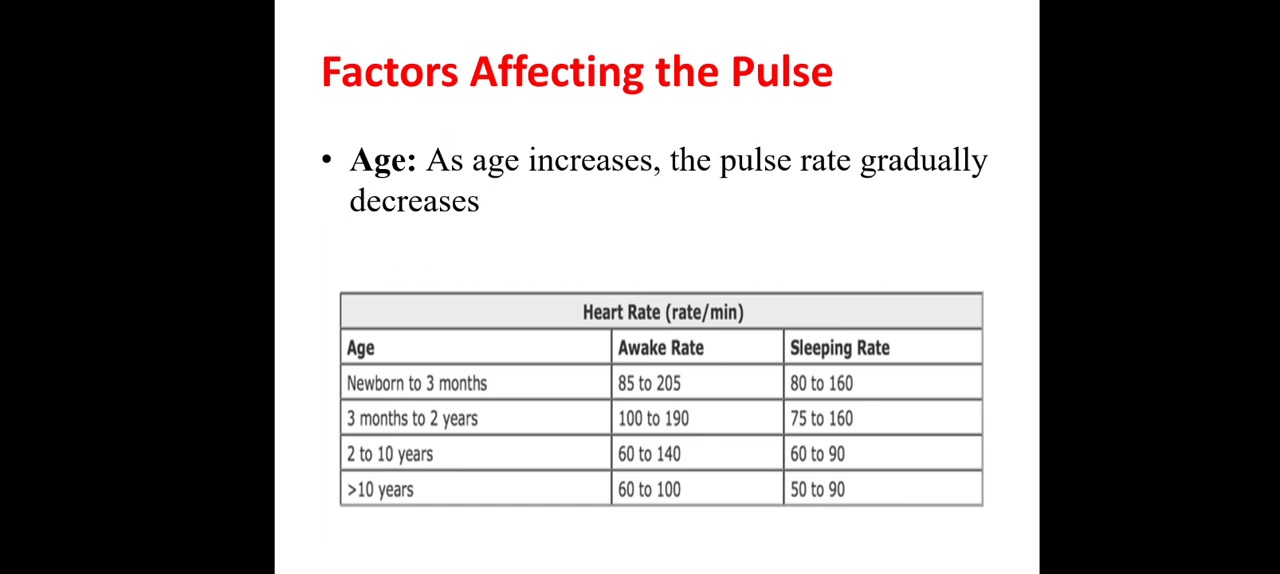 Factors Affecting the Pulse
• Age: As age increases, the pulse rate gradually
decreases
Heart Rate (rate/min)
Age Awake Rate Sleeping Rate
Newborn to 3 months 85 to 205 80 to 160
3 months to 2 years 100 to 190 75 to 160
2 to 10 years 60 to 140 60 to 90
>10 years 60 to 100 50 to 90